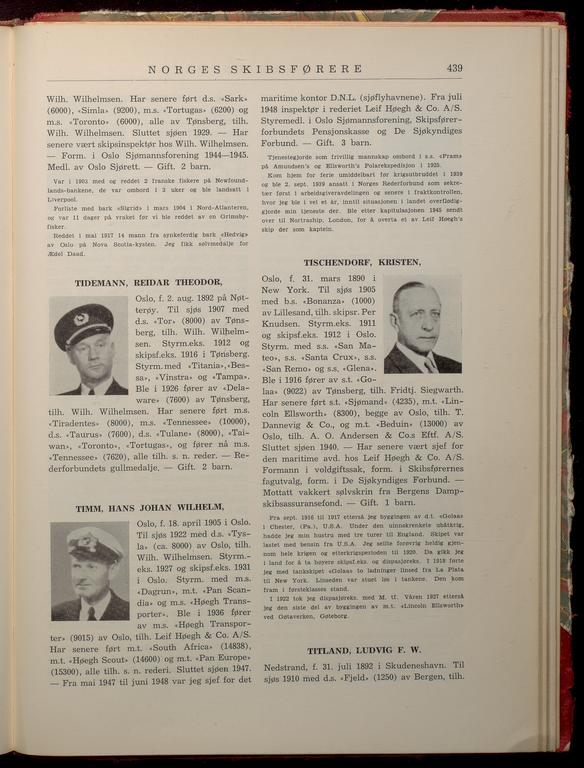 NORGES SKIBSFØRERE 439
Wilh. Wilhelmsen. Har senere ført d.s. «Sark»
(6000), «Simla» (9200), m.s. «Tortugas» (6200) og
m.s. «Toronto» (6000), alle av Tønsberg, tilh.
Wilh. Wilhelmsen. Sluttet sjøen 1929. — Har
senere vært skipsinspektør hos Wilh. Wilhelmsen.
— Form. i Oslo Sjømannsforening 1944—1945.
Medl. av Oslo Sjørett. — Gift. 2 barn.
Var i 1901 med og reddet 2 franske fiskere på Newfound-
lands-bankene, de var ombord i 2 uker og ble landsatt i
Liverpool.
Forliste med bark «Sigrid» i mars 1904 i Nord-Atlanteren,
og var 11 dager på vraket før vi ble reddet av en Grimsby-
fisker.
Reddet i mai 1917 14 mann fra synkeferdig bark «Hedvig»
av Oslo på Nova Scotia-kysten. Jeg fikk sølvmedalje for
Ædel Daad.
TIDEMANN, REIDAR THEODOR,
Oslo, f. 2. aug. 1892 på Nøt-
terøy. Til sjøs 1907 med
d.s. «Tor» (8000) av Tøns-
berg, tilh. Wilh. Wilhelm-
sen. Styrm.eks. 1912 og
skipsf.eks. 1916 i Tønsberg.
Styrm. med «Titania», «Bes-
sa», «Vinstra» og «Tampa».
Ble i 1926 fører av «Dela-
ware» (7600) av Tønsberg,
tilh. Wilh. Wilhelmsen. Har senere ført m.s.
«Tiradentes» (8000), m.s. «Tennessee» (10000),
d.s. «Taurus» (7600), d.s. «Tulane» (8000), «Tai-
wan», «Toronto», «Tortugas», og fører nå m.s.
«Tennessee» (7620), alle tilh. s. n. reder. — Re-
derforbundets gullmedalje. — Gift. 2 barn.
TIMM, HANS JOHAN WILHELM,
Oslo, f. 18. april 1905 i Oslo.
Til sjøs 1922 med d.s. «Tys-
la» (ca. 8000) av Oslo, tilh.
Wilh. Wilhelmsen. Styrm.-
eks. 1927 og skipsf.eks. 1931
i Oslo. Styrm. med m.s.
«Dagrun», m.t. «Pan Scan-
dia» og m.s. «Høegh Trans-
porter». Ble i 1936 fører
av m.s. «Høegh Transpor-
ter» (9015) av Oslo, tilh. Leif Høegh & Co. A/S.
Har senere ført m.t. «South Africa» (14838),
m.t. «Høegh Scout» (14600) og m.t. «Pan Europe»
(15300), alle tilh. s. n. rederi. Sluttet sjøen 1947.
— Fra mai 1947 til juni 1948 var jeg sjef for det
maritime kontor D.N.L. (sjøflyhavnene). Fra juli
1948 inspektør i rederiet Leif Høegh & Co. A/S.
Styremedl. i Oslo Sjømannsforening, Skipsfører-
forbundets Pensjonskasse og De Sjøkyndiges
Forbund. — Gift. 3 barn.
Tjenestegjorde som frivillig mannskap ombord i s.s. «Fram»
på Amundsen's og Ellsworth's Polarekspedisjon i 1925.
Kom hjem for ferie umiddelbart før krigsutbruddet i 1939
og ble 2. sept. 1939 ansatt i Norges Rederforbund som sekre-
tær først i arbeidsgiveravdelingen og senere i fraktkontrollen,
hvor jeg ble i vel et år, inntil situasjonen i landet overflødig-
gjorde min tjeneste der. Ble etter kapitulasjonen 1945 sendt
over til Nortraship, London, for å overta et av Leif Høegh's
skip der som kaptein.
TISCHENDORF, KRISTEN,
Oslo, f. 31. mars 1890 i
New York. Til sjøs 1905
med b.s. «Bonanza» (1000)
av Lillesand, tilh. skipsr. Per
Knudsen. Styrm.eks. 1911
og skipsf.eks. 1912 i Oslo.
Styrm. med s.s. «San Ma-
teo», s.s. «Santa Crux», s.s.
«San Remo» og s.s. «Glena».
Ble i 1916 fører av s.t. «Go-
laa» (9022) av Tønsberg, tilh. Fridtj. Siegwarth.
Har senere ført s.t. «Sjømand» (4235), m.t. «Lin-
coln Ellsworth» (8300), begge av Oslo, tilh. T.
Dannevig & Co., og m.t. «Beduin» (13000) av
Oslo, tilh. A. O. Andersen & Co.s Eftf. A/S.
Sluttet sjøen 1940. — Har senere vært sjef for
den maritime avd. hos Leif Høegh & Co. A/S.
Formann i voldgiftssak, form. i Skibsførernes
fagutvalg, form. i De Sjøkyndiges Forbund. —
Mottatt vakkert sølvskrin fra Bergens Damp-
skibsassuransefond. — Gift. 1 barn.
Fra sept. 1916 til 1917 etterså jeg byggingen av d.t. «Golaa»
i Chester, (Pa.), U.S.A. Under den uinnskrenkete ubåtkrig,
hadde jeg min hustru med tre turer til England. Skipet var
lastet med bensin fra U.S.A. Jeg seilte forøvrig heldig gjen-
nom hele krigen og etterkrigsperioden til 1920. Da gikk jeg
i land for å ta høyere skipsf.eks. og dispasjøreks. I 1918 førte
jeg med tankskipet «Golaa» to ladninger linsed fra La Plata
til New York. Linseden var stuet løs i tankene. Den kom
fram i førsteklasses stand.
I 1922 tok jeg dispasjøreks. med M. tf. Våren 1927 etterså
jeg den siste del av byggingen av m.t. «Lincoln Ellsworth»
ved Gøtaverken, Gøteborg.
TITLAND, LUDVIG F. W.
Nedstrand, f. 31. juli 1892 i Skudeneshavn. Til
sjøs 1910 med d.s. «Fjeld» (1250) av Bergen, tilh.